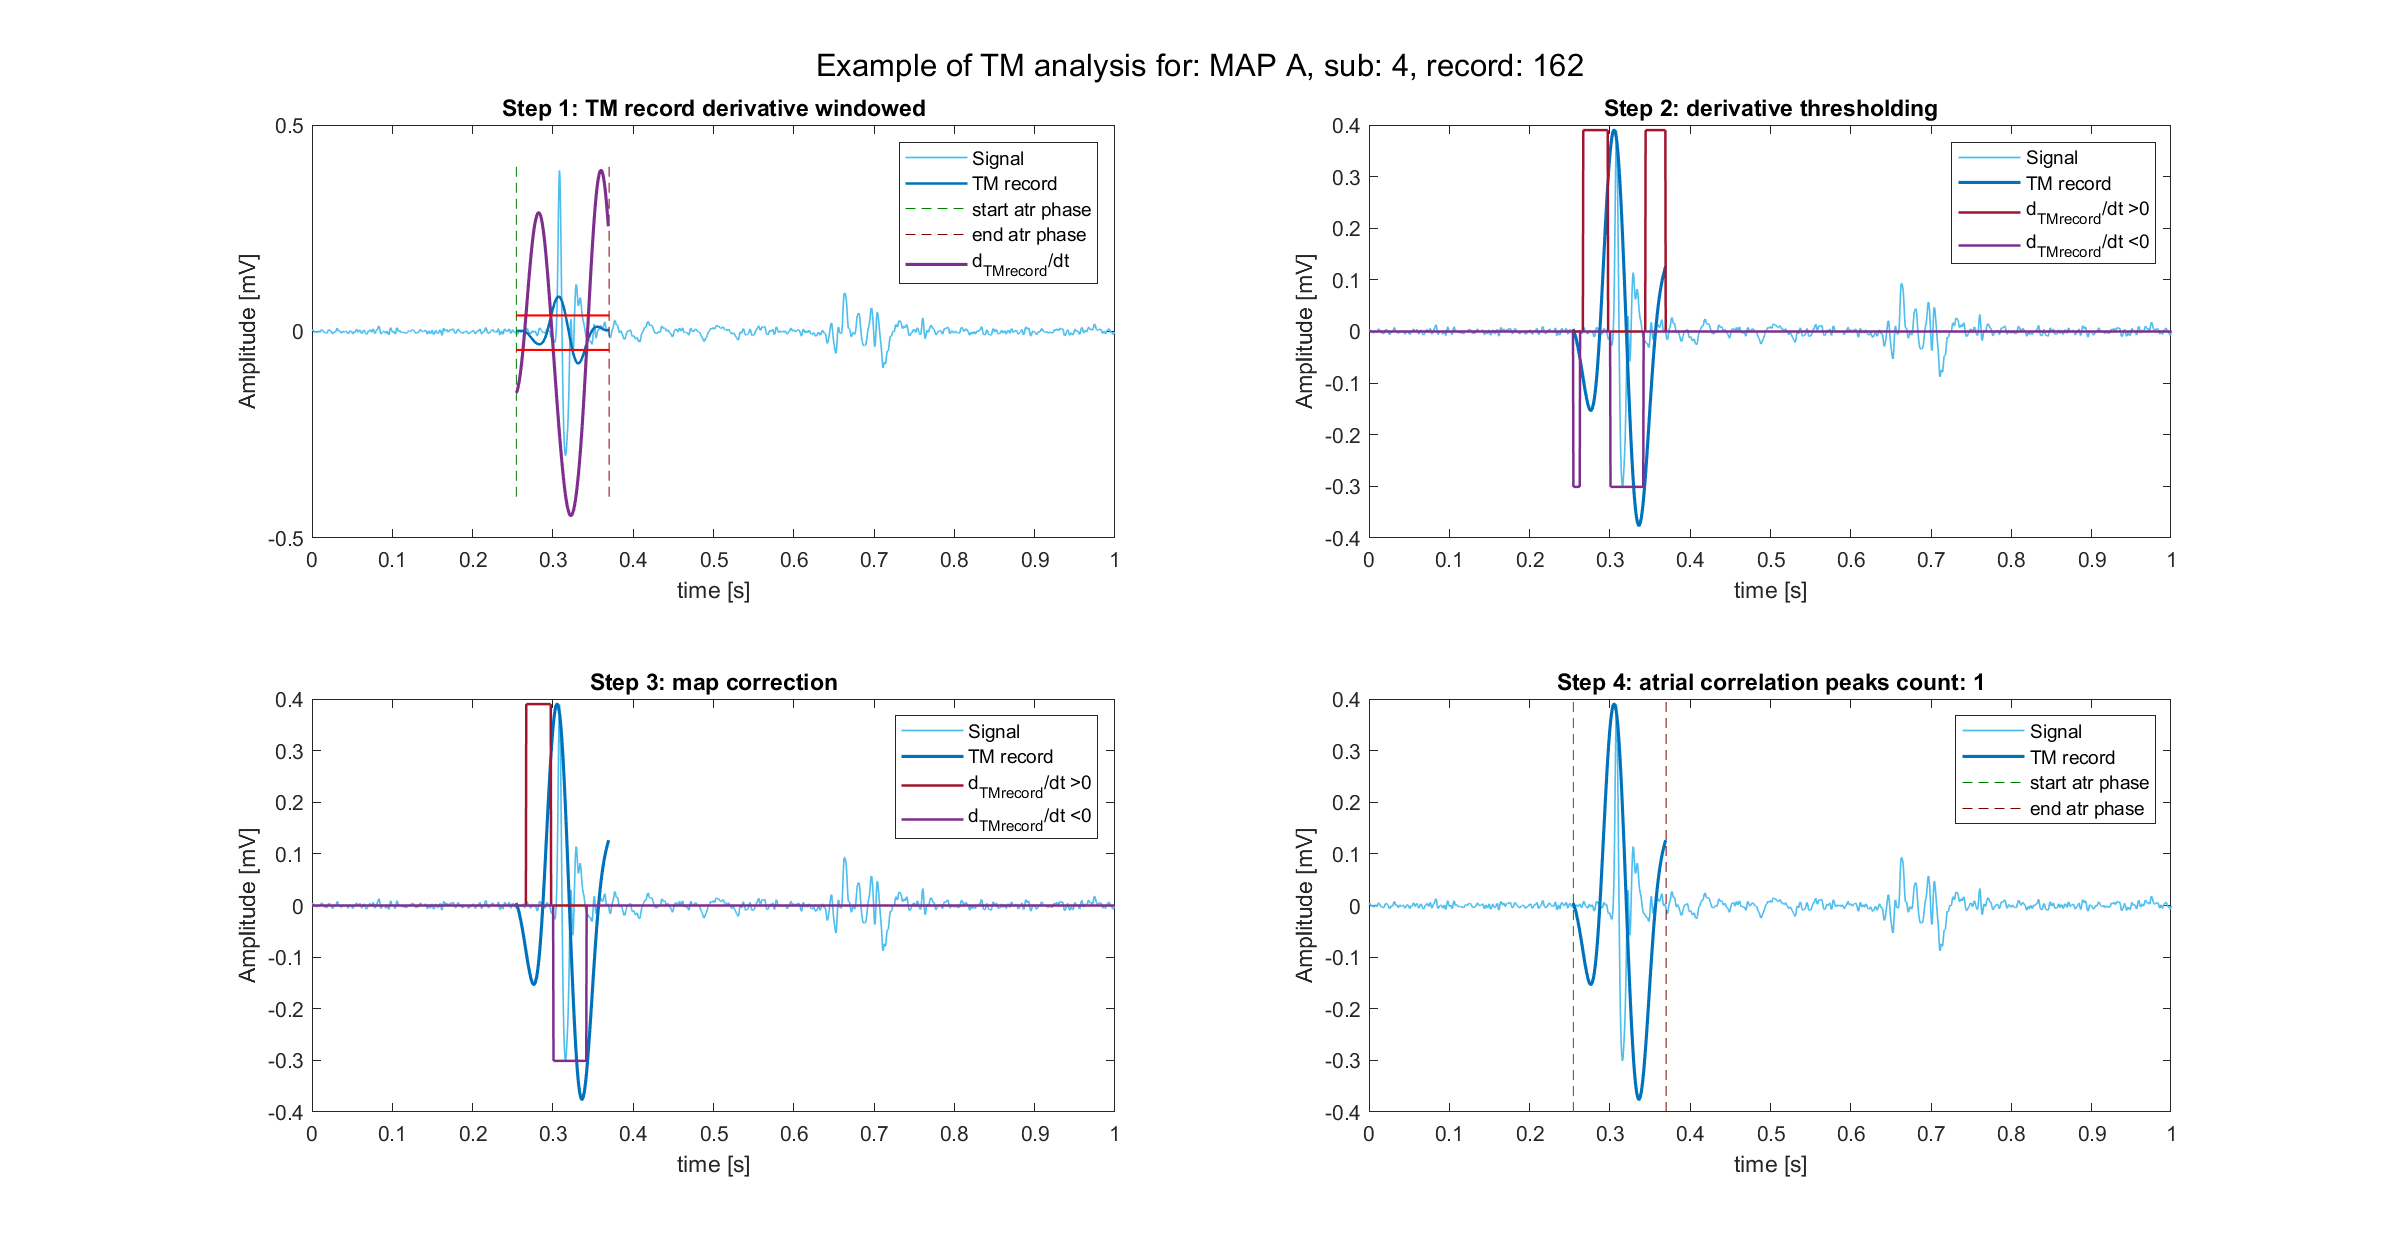 Example of TM analysis for: MAP A, sub: 4, record: 162
Step 1: TM record derivative windowed
0.5
0
-0.5
Amplitude [mV]
Signal
TM record
start atr phase
end atr phase
dTMrecord/dt
0 0.1 0.2 0.3 0.4 0.5 0.6 0.7 0.8 0.9 1
time [s]
Step 2: derivative thresholding
0.4
0.3
0.2
0.1
0
-0.1
-0.2
-0.3
-0.4
Amplitude [mV]
Signal
TM record
dTMrecord/dt >0
dTMrecord/dt <0
0 0.1 0.2 0.3 0.4 0.5 0.6 0.7 0.8 0.9 1
time [s]
Step 3: map correction
0.4
0.3
0.2
0.1
0
-0.1
-0.2
-0.3
-0.4
Amplitude [mV]
Signal
TM record
dTMrecord/dt >0
dTMrecord/dt <0
0 0.1 0.2 0.3 0.4 0.5 0.6 0.7 0.8 0.9 1
time [s]
Step 4: atrial correlation peaks count: 1
0.4
0.3
0.2
0.1
0
-0.1
-0.2
-0.3
-0.4
Amplitude [mV]
Signal
TM record
start atr phase
end atr phase
0 0.1 0.2 0.3 0.4 0.5 0.6 0.7 0.8 0.9 1
time [s]